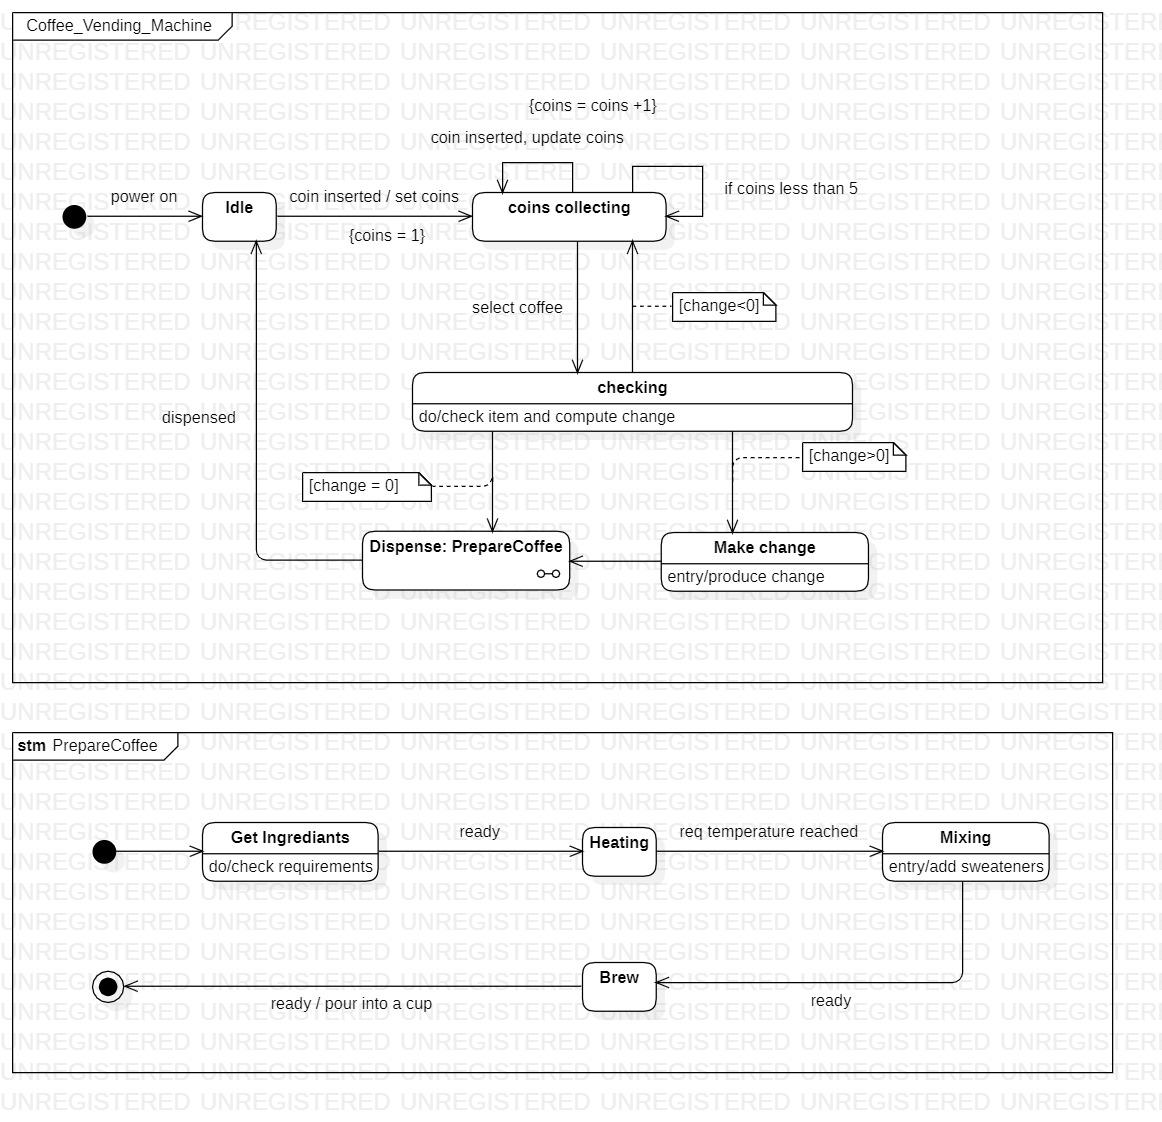 Coffee_Vending_Machine
{coins = coins +1}
coin inserted, update coins
power on
Idle
coin inserted / set coins
{coins = 1}
coins collecting
if coins less than 5
select coffee
[change<0]
checking
do/check item and compute change
dispensed
[change = 0]
[change>0]
Dispense: PrepareCoffee
Make change
entry/produce change
stm PrepareCoffee
Get Ingrediants
do/check requirements
ready
Heating
req temperature reached
Mixing
entry/add sweateners
Brew
ready / pour into a cup
ready
UNREGISTERED